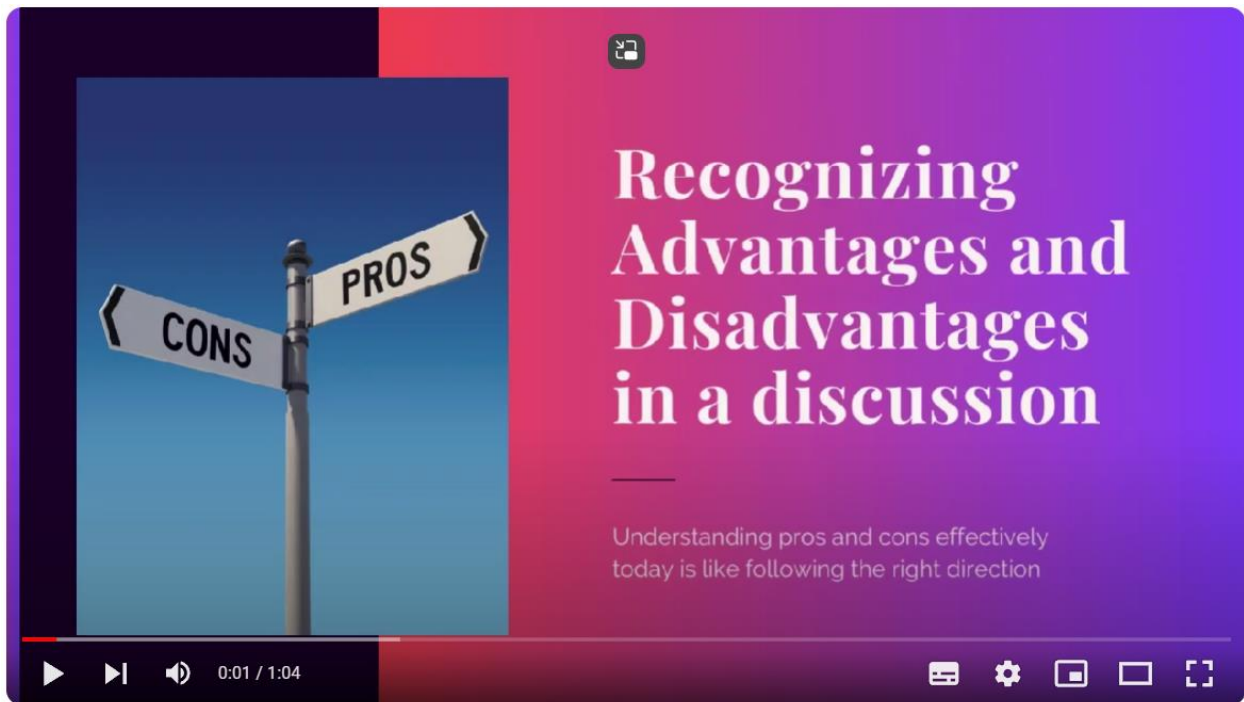 CONS
PROS
Recognizing
Advantages and
Disadvantages
in a discussion
Understanding pros and cons effectively
today is like following the right direction
0:01 / 1:04